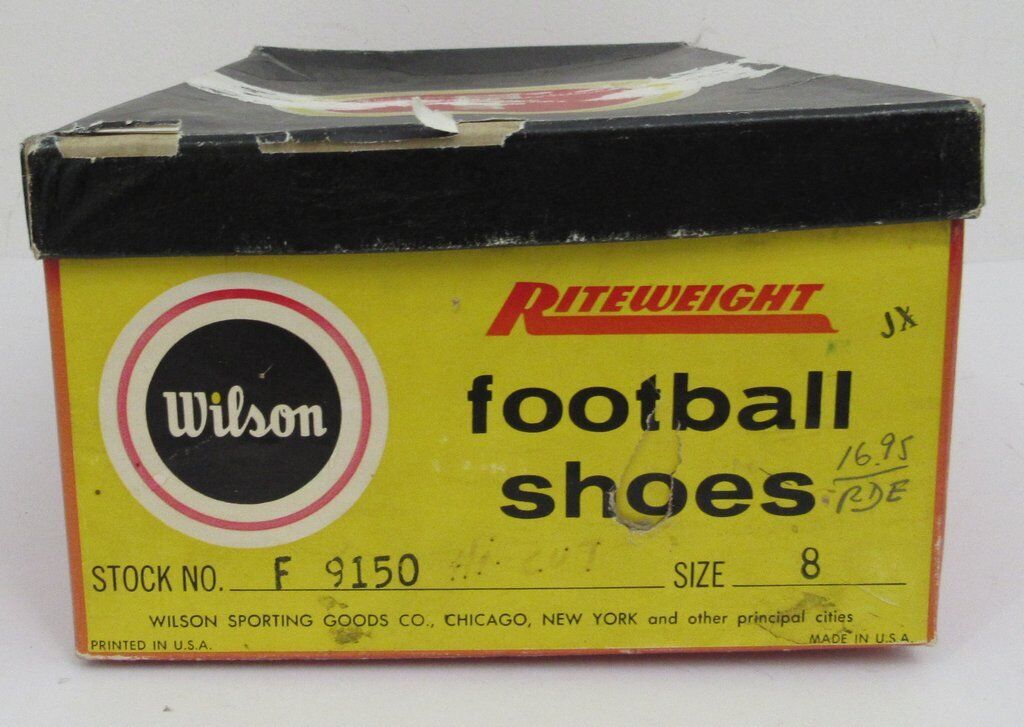 Wilson
RITEWEIGHT
JX
football
shoes
16.95
RDE
STOCK NO. F 9150 HI CUT SIZE 8
WILSON SPORTING GOODS CO., CHICAGO, NEW YORK and other principal cities
PRINTED IN U.S.A. MADE IN U.S.A.